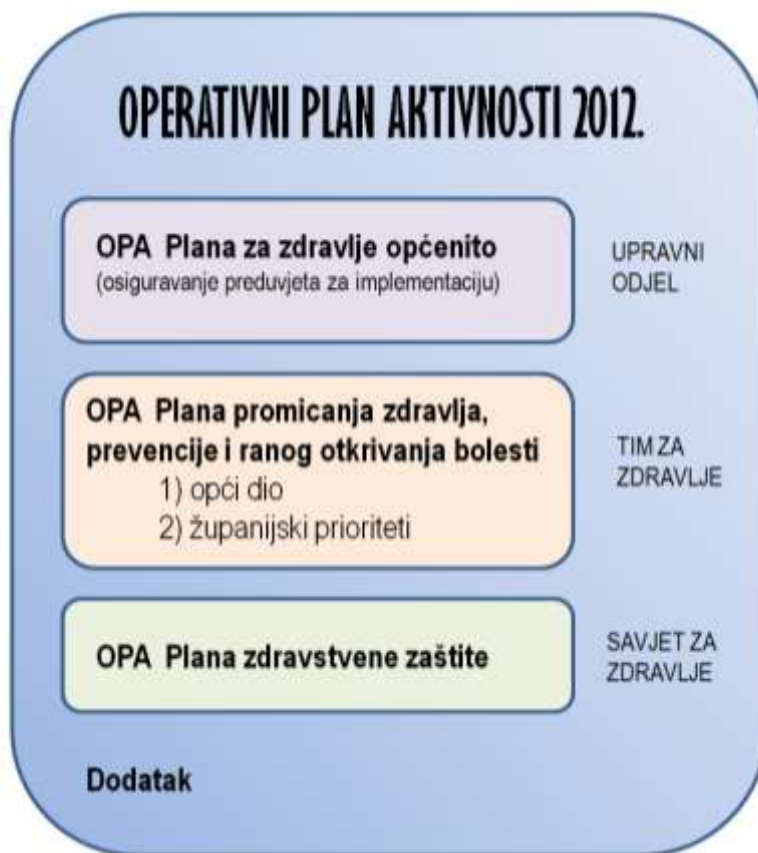 OPERATIVNI PLAN AKTIVNOSTI 2012.
OPA Plana za zdravlje općenito
(osiguravanje preduvjeta za implementaciju)
UPRAVNI
ODJEL
OPA Plana promicanja zdravlja,
prevencije i ranog otkrivanja bolesti
1) opći dio
2) županijski prioriteti
TIM ZA
ZDRAVLJE
OPA Plana zdravstvene zaštite
SAVJET ZA
ZDRAVLJE
Dodatak